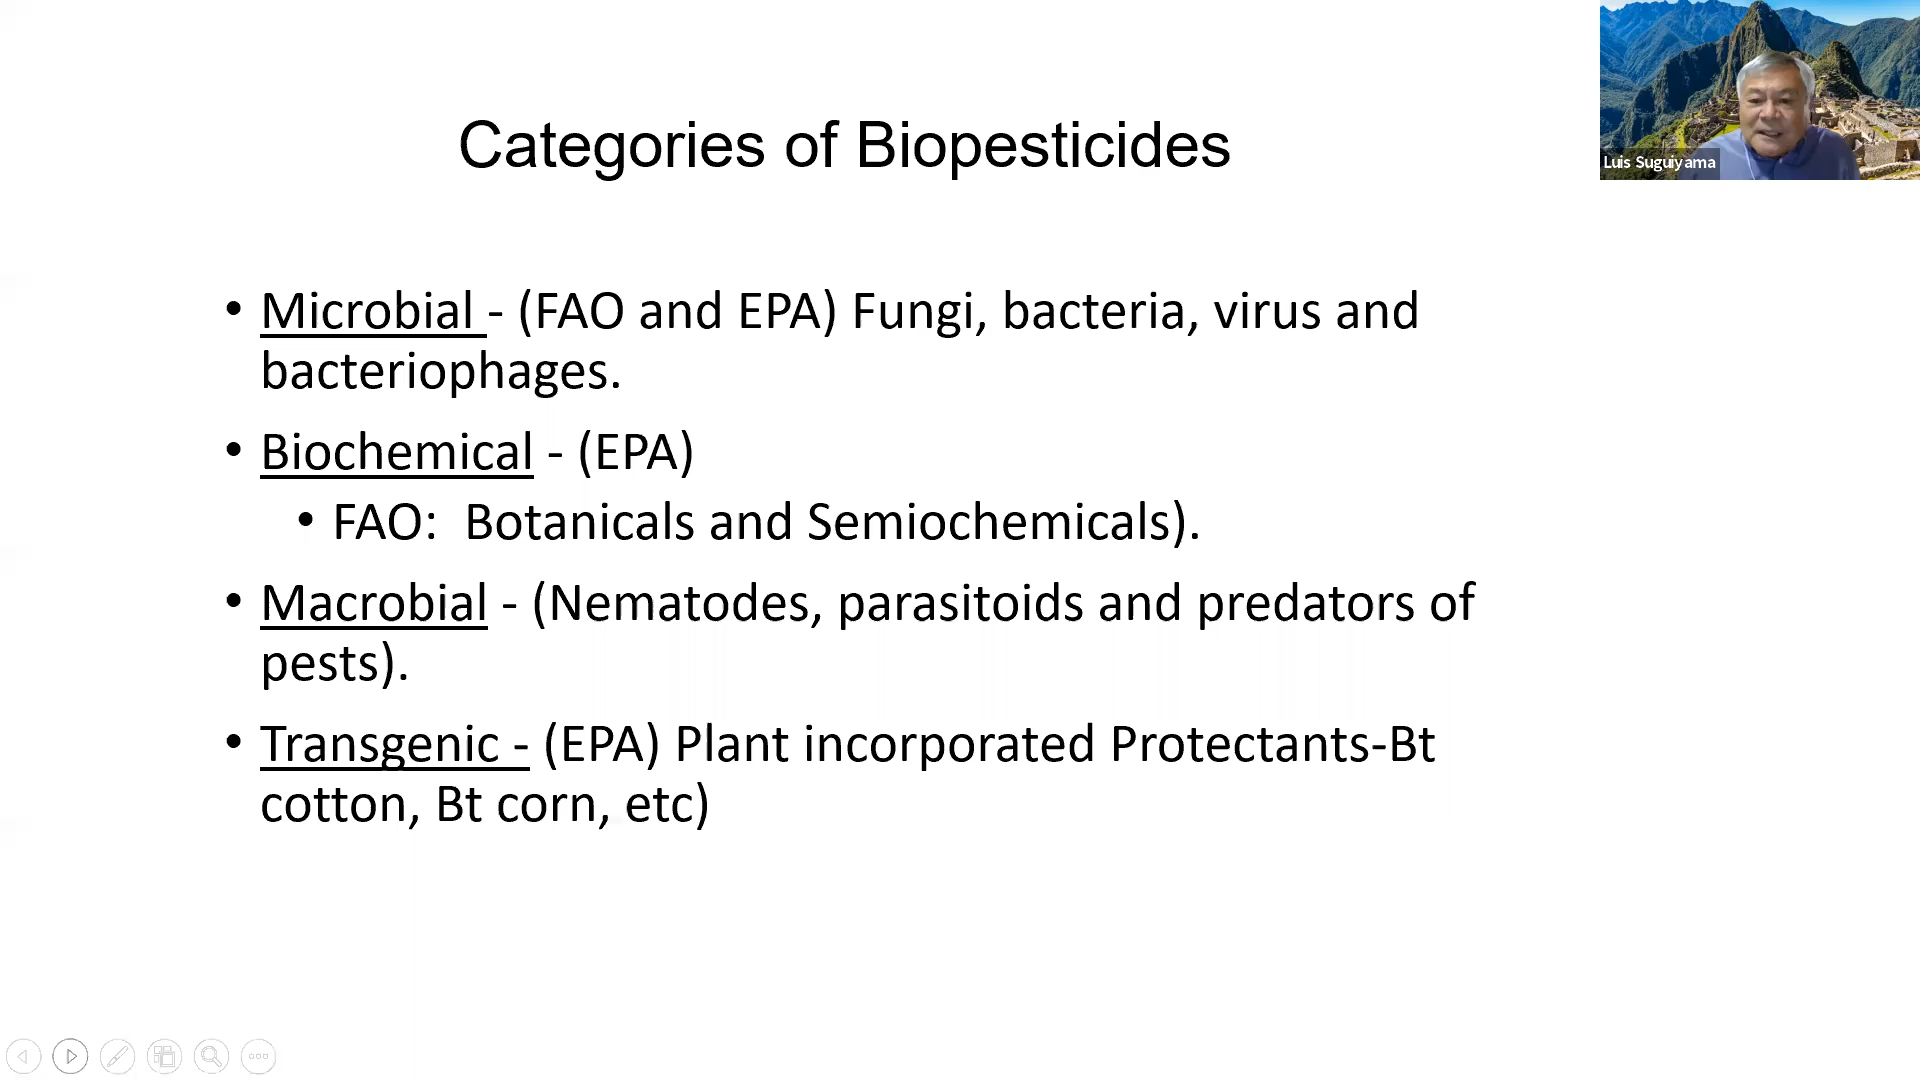 Categories of Biopesticides
Luis Suguiyama
• Microbial - (FAO and EPA) Fungi, bacteria, virus and
bacteriophages.
• Biochemical - (EPA)
• FAO:  Botanicals and Semiochemicals).
• Macrobial - (Nematodes, parasitoids and predators of
pests).
• Transgenic - (EPA) Plant incorporated Protectants-Bt
cotton, Bt corn, etc)